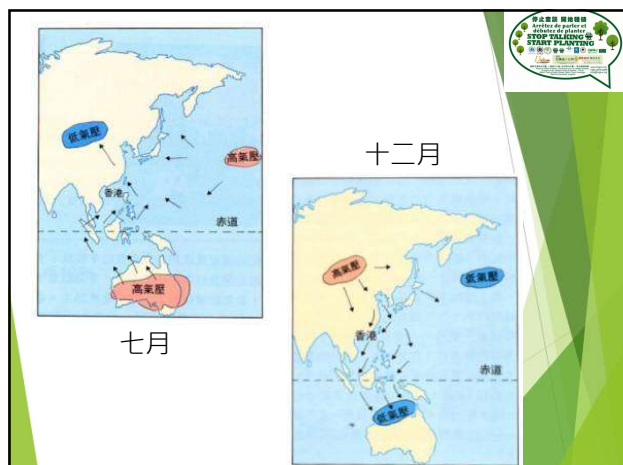 低氣壓
高氣壓
香港
赤道
高氣壓
七月
停止空談 開始種植
Arrêtez de parler et
débutez de planter
STOP TALKING
START PLANTING
十二月
高氣壓
低氣壓
香港
赤道
低氣壓